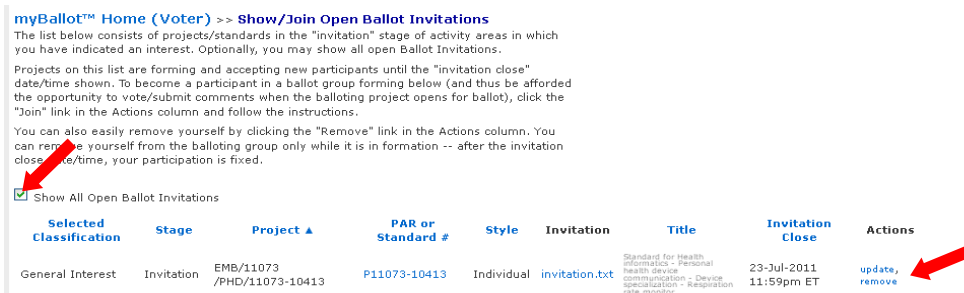 myBallot™ Home (Voter) >> Show/Join Open Ballot Invitations
The list below consists of projects/standards in the "invitation" stage of activity areas in which
you have indicated an interest. Optionally, you may show all open Ballot Invitations.
Projects on this list are forming and accepting new participants until the "invitation close"
date/time shown. To become a participant in a ballot group forming below (and thus be afforded
the opportunity to vote/submit comments when the balloting project opens for ballot), click the
"Join" link in the Actions column and follow the instructions.
You can also easily remove yourself by clicking the "Remove" link in the Actions column. You
can yourself from the balloting group only while it is in formation -- after the invitation
close /time, your participation is fixed.
Show All Open Ballot Invitations
Selected Classification Stage Project ▲ PAR or Standard # Style Invitation Title Invitation Close Actions
General Interest Invitation EMB/11073 /PHD/11073-10413 P11073-10413 Individual invitation.txt Standard for Health informatics - Personal health device communication - Device specialization - Respiration rate monitor 23-Jul-2011 11:59pm ET update, remove